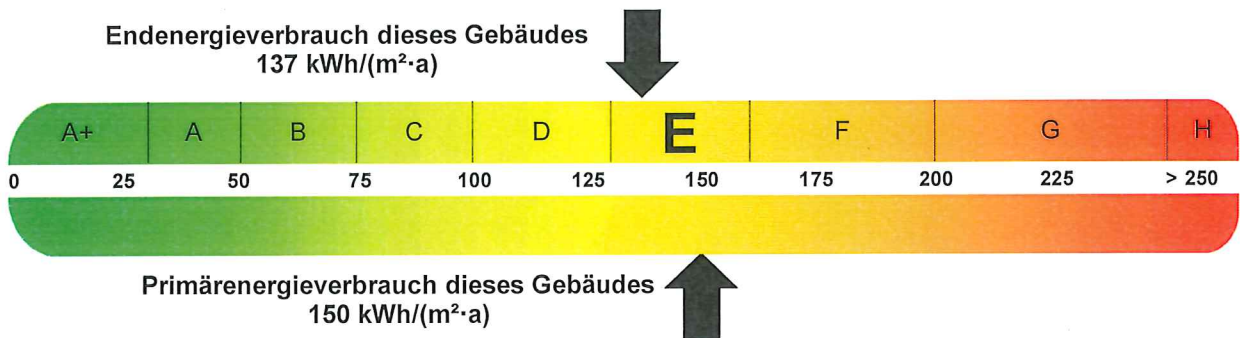 Endenergieverbrauch dieses Gebäudes
137 kWh/(m²·a)
A+ A B C D E F G H
0 25 50 75 100 125 150 175 200 225 > 250
Primärenergieverbrauch dieses Gebäudes
150 kWh/(m²·a)